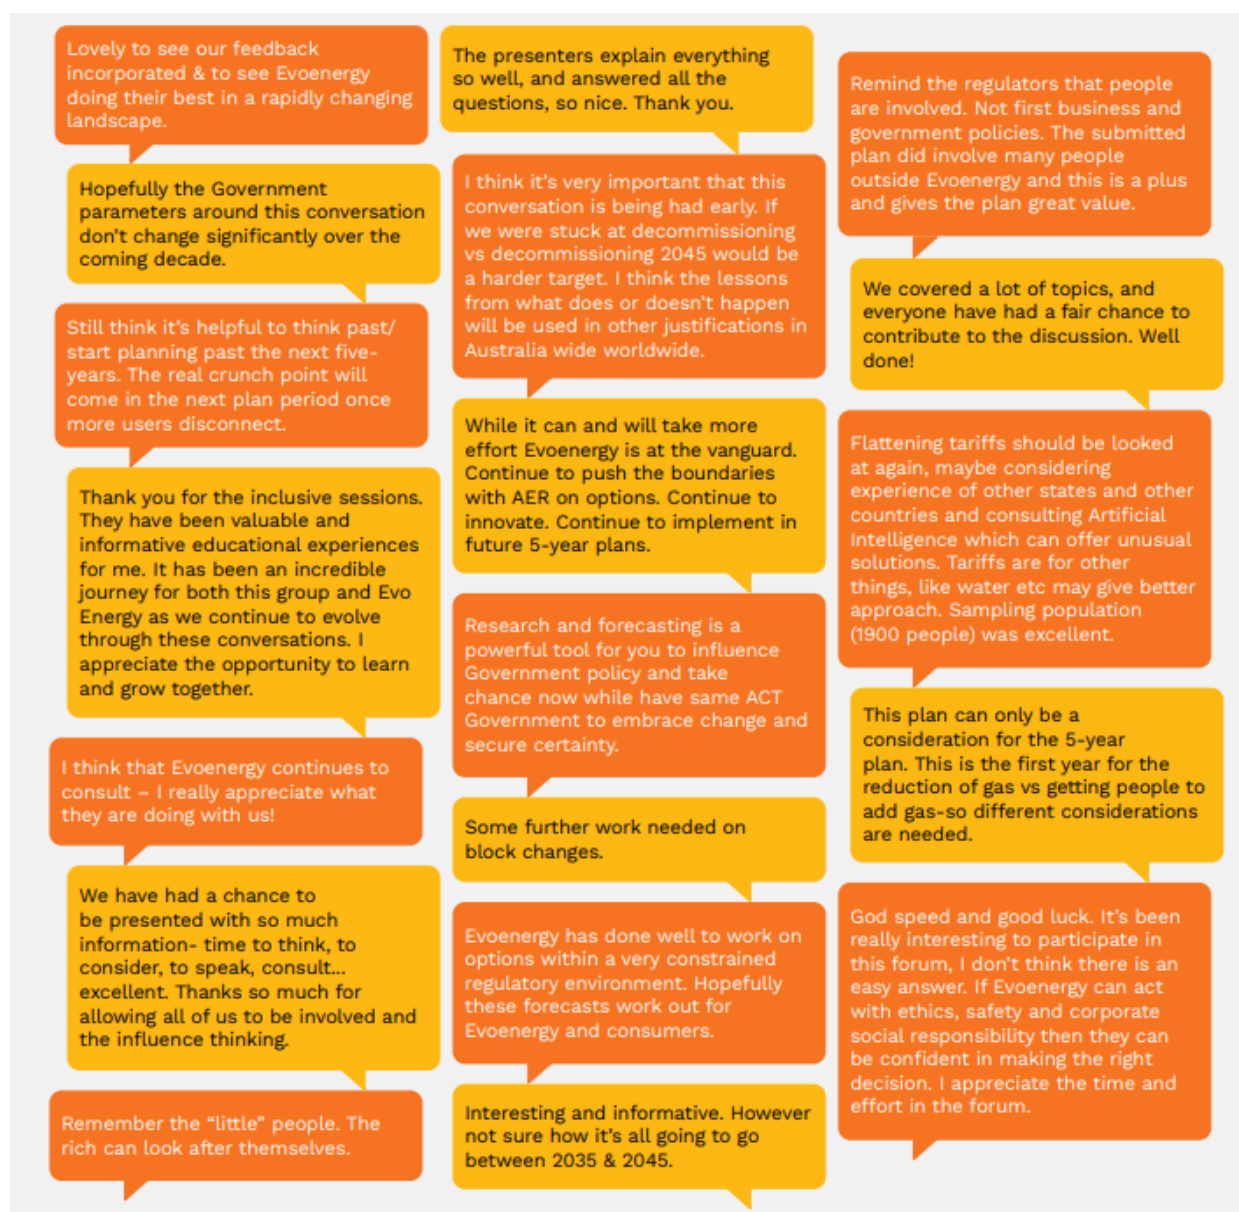 Lovely to see our feedback
incorporated & to see Evoenergy
doing their best in a rapidly changing
landscape.
Hopefully the Government
parameters around this conversation
don't change significantly over the
coming decade.
Still think it's helpful to think past/
start planning past the next five-
years. The real crunch point will
come in the next plan period once
more users disconnect.
Thank you for the inclusive sessions.
They have been valuable and
informative educational experiences
for me. It has been an incredible
journey for both this group and Evo
Energy as we continue to evolve
through these conversations. I
appreciate the opportunity to learn
and grow together.
I think that Evoenergy continues to
consult – I really appreciate what
they are doing with us!
We have had a chance to
be presented with so much
information- time to think, to
consider, to speak, consult...
excellent. Thanks so much for
allowing all of us to be involved and
the influence thinking.
Remember the “little” people. The
rich can look after themselves.
The presenters explain everything
so well, and answered all the
questions, so nice. Thank you.
I think it's very important that this
conversation is being had early. If
we were stuck at decommissioning
vs decommissioning 2045 would be
a harder target. I think the lessons
from what does or doesn't happen
will be used in other justifications in
Australia wide worldwide.
While it can and will take more
effort Evoenergy is at the vanguard.
Continue to push the boundaries
with AER on options. Continue to
innovate. Continue to implement in
future 5-year plans.
Research and forecasting is a
powerful tool for you to influence
Government policy and take
chance now while have same ACT
Government to embrace change and
secure certainty.
Some further work needed on
block changes.
Evoenergy has done well to work on
options within a very constrained
regulatory environment. Hopefully
these forecasts work out for
Evoenergy and consumers.
Interesting and informative. However
not sure how it's all going to go
between 2035 & 2045.
Remind the regulators that people
are involved. Not first business and
government policies. The submitted
plan did involve many people
outside Evoenergy and this is a plus
and gives the plan great value.
We covered a lot of topics, and
everyone have had a fair chance to
contribute to the discussion. Well
done!
Flattening tariffs should be looked
at again, maybe considering
experience of other states and other
countries and consulting Artificial
Intelligence which can offer unusual
solutions. Tariffs are for other
things, like water etc may give better
approach. Sampling population
(1900 people) was excellent.
This plan can only be a
consideration for the 5-year
plan. This is the first year for the
reduction of gas vs getting people to
add gas-so different considerations
are needed.
God speed and good luck. It's been
really interesting to participate in
this forum, I don't think there is an
easy answer. If Evoenergy can act
with ethics, safety and corporate
social responsibility then they can
be confident in making the right
decision. I appreciate the time and
effort in the forum.